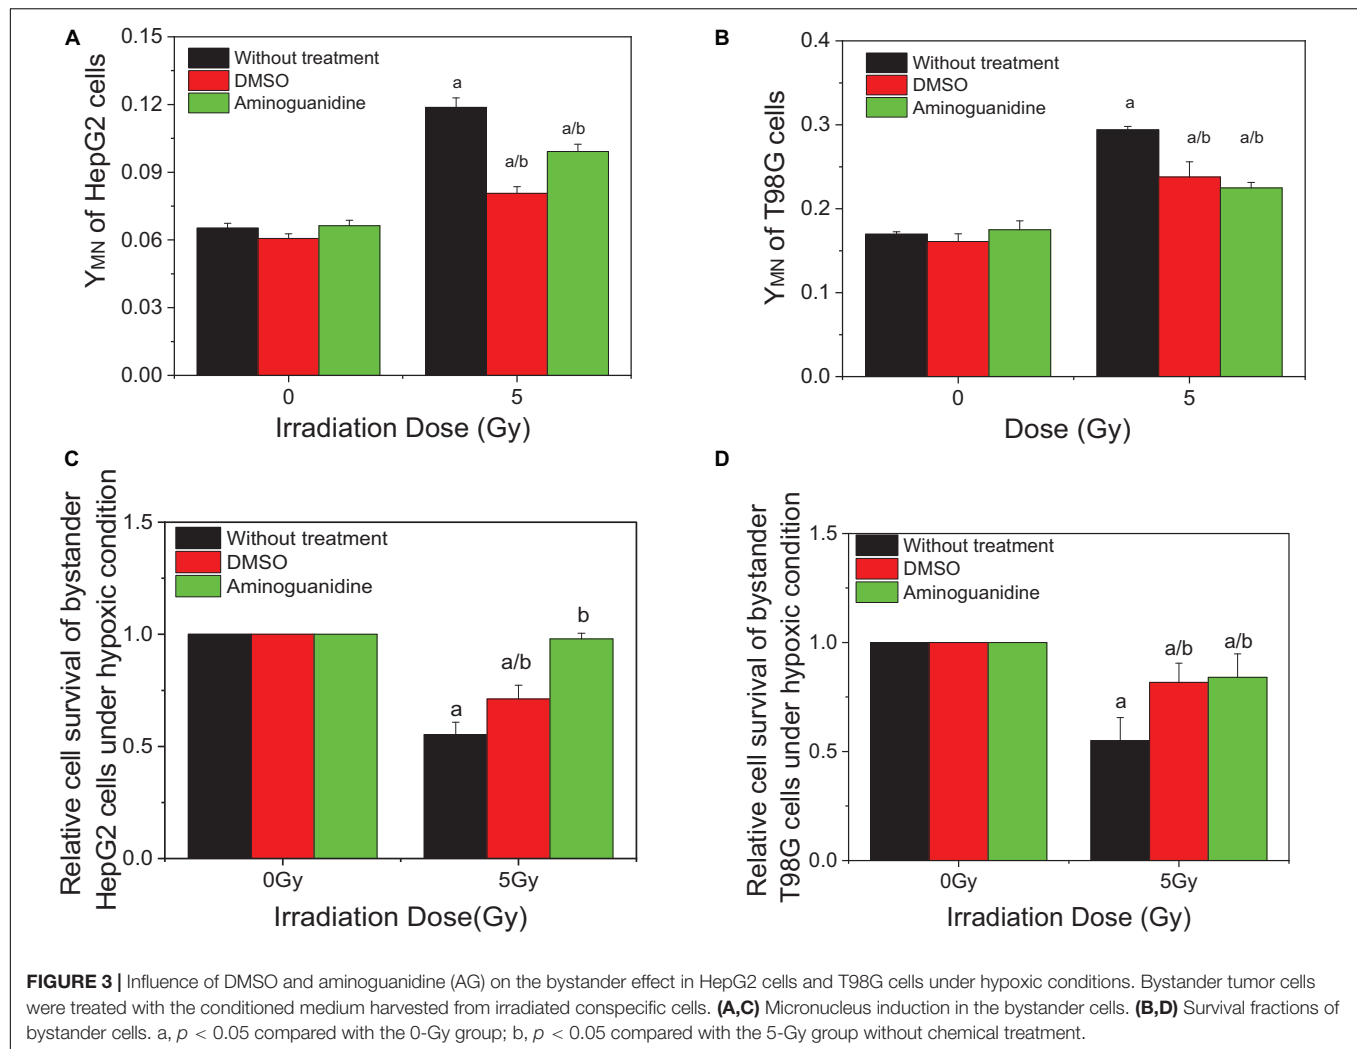 A
YMN of HepG2 cells
0.15
0.12
0.09
0.06
0.03
0.00
Without treatment
DMSO
Aminoguanidine
a
a/b
a/b
0
5
Irradiation Dose (Gy)
B
YMN of T98G cells
0.4
0.3
0.2
0.1
0.0
Without treatment
DMSO
Aminoguanidine
a
a/b
a/b
0
5
Dose (Gy)
C
Relative cell survival of bystander
HepG2 cells under hypoxic condition
1.5
1.0
0.5
0.0
Without treatment
DMSO
Aminoguanidine
a
a/b
b
0Gy
5Gy
Irradiation Dose(Gy)
D
Relative cell survival of bystander
T98G cells under hypoxic condition
1.5
1.0
0.5
0.0
Without treatment
DMSO
Aminoguanidine
a
a/b
a/b
0Gy
5Gy
Irradiation Dose (Gy)
FIGURE 3 | Influence of DMSO and aminoguanidine (AG) on the bystander effect in HepG2 cells and T98G cells under hypoxic conditions. Bystander tumor cells
were treated with the conditioned medium harvested from irradiated conspecific cells. (A,C) Micronucleus induction in the bystander cells. (B,D) Survival fractions of
bystander cells. a, p < 0.05 compared with the 0-Gy group; b, p < 0.05 compared with the 5-Gy group without chemical treatment.